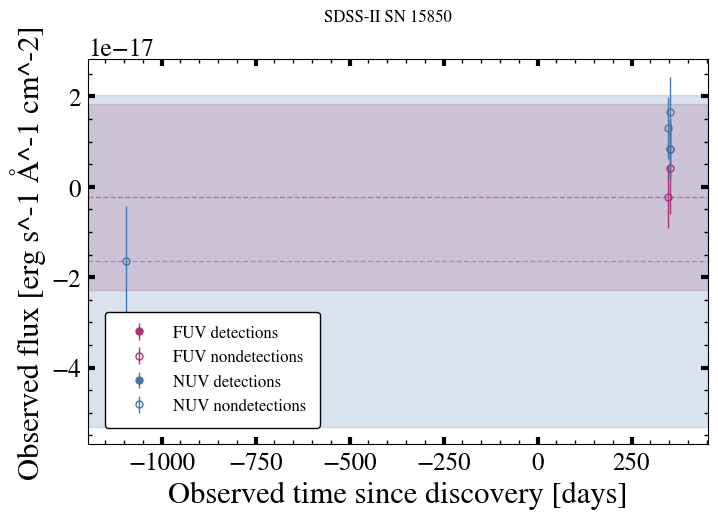 SDSS-II SN 15850
1e−17
Observed flux [erg s^-1 Å^-1 cm^-2]
2
0
−2
−4
FUV detections
FUV nondetections
NUV detections
NUV nondetections
−1000 −750 −500 −250 0 250
Observed time since discovery [days]